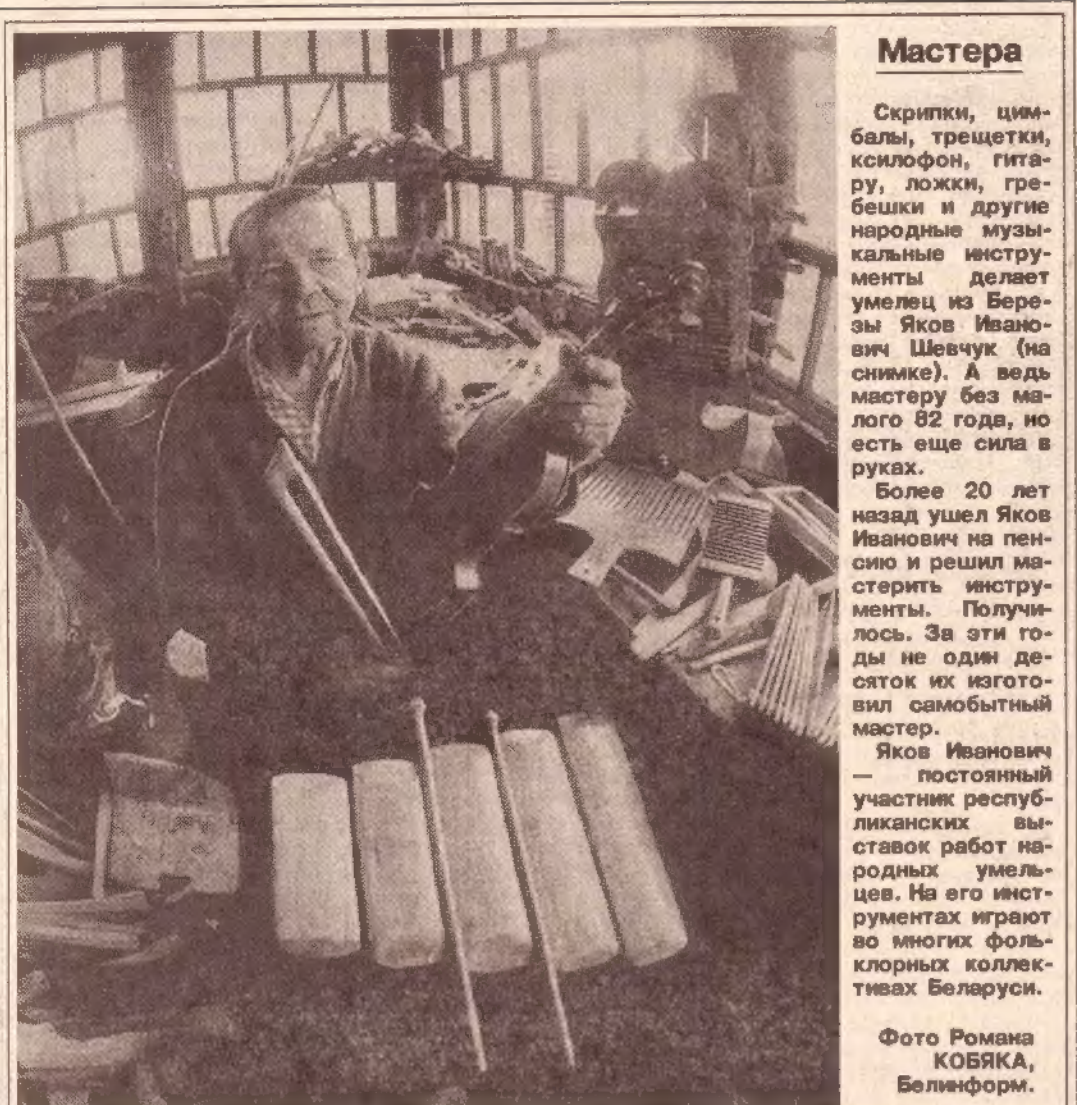 Мастера
Скрипки, цим-
балы, трещетки,
ксилофон, гита-
ру, ложки, гре-
бешки и другие
народные музы-
кальные инстру-
менты делает
умелец из Бере-
зы Яков Ивано-
вич Шевчук (на
снимке). А ведь
мастеру без ма-
лого 82 года, но
есть еще сила в
руках.
Более 20 лет
назад ушел Яков
Иванович на пен-
сию и решил ма-
стерить инстру-
менты. Получи-
лось. За эти го-
ды не один де-
сяток их изгото-
вил самобытный
мастер.
Яков Иванович
— постоянный
участник респуб-
ликанских вы-
ставок работ на-
родных умель-
цев. На его инст-
рументах играют
во многих фоль-
клорных коллек-
тивах Беларуси.
Фото Романа
КОБЯКА,
Белинформ.